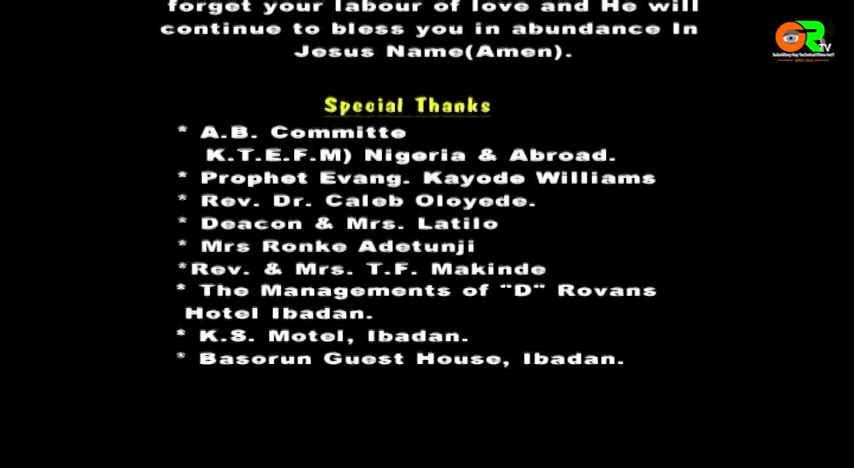 forget your labour of love and He will
continue to bless you in abundance In
Jesus Name(Amen).
Special Thanks
* A.B. Committe
K.T.E.F.M) Nigeria & Abroad.
* Prophet Evang. Kayode Williams
* Rev. Dr. Caleb Oloyede.
* Deacon & Mrs. Latilo
* Mrs Ronke Adetunji
*Rev. & Mrs. T.F. Makinde
* The Managements of "D" Rovans
Hotel Ibadan.
* K.S. Motel, Ibadan.
* Basorun Guest House, Ibadan.
OR
TV